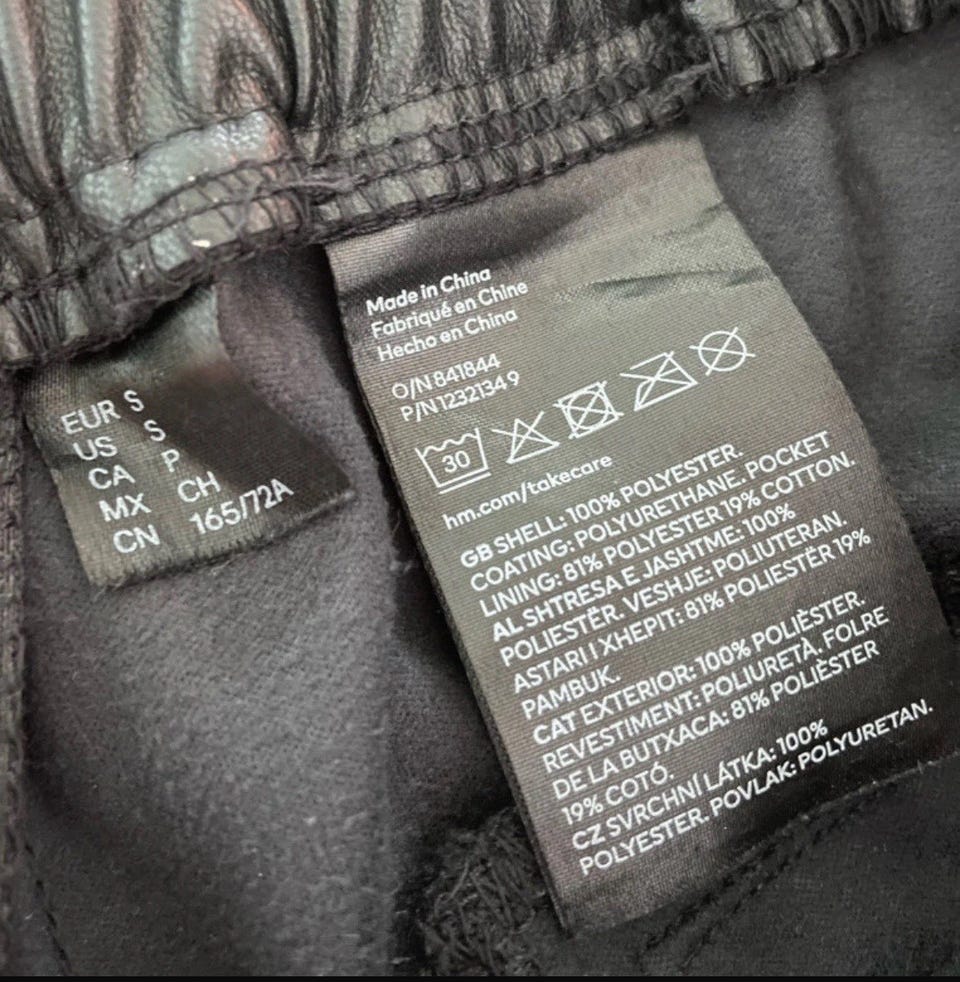 EUR S
US S
CA P
MX CH
CN 165/72A
Made in China
Fabriqué en Chine
Hecho en China
O/N 841844
P/N 12321349
30
hm.com/takecare
GB SHELL: 100% POLYESTER.
COATING: POLYURETHANE. POCKET
LINING: 81% POLYESTER 19% COTTON.
AL SHTRESA E JASHTME: 100%
POLIESTËR. VESHJE: POLIUTERAN.
ASTARI I XHEPIT: 81% POLIESTËR 19%
PAMBUK.
CAT EXTERIOR: 100% POLIÈSTER.
REVESTIMENT: POLIURETÀ. FOLRE
DE LA BUTXACA: 81% POLIÈSTER
19% COTÓ.
CZ SVRCHNÍ LÁTKA: 100%
POLYESTER. POVLAK: POLYURETAN.